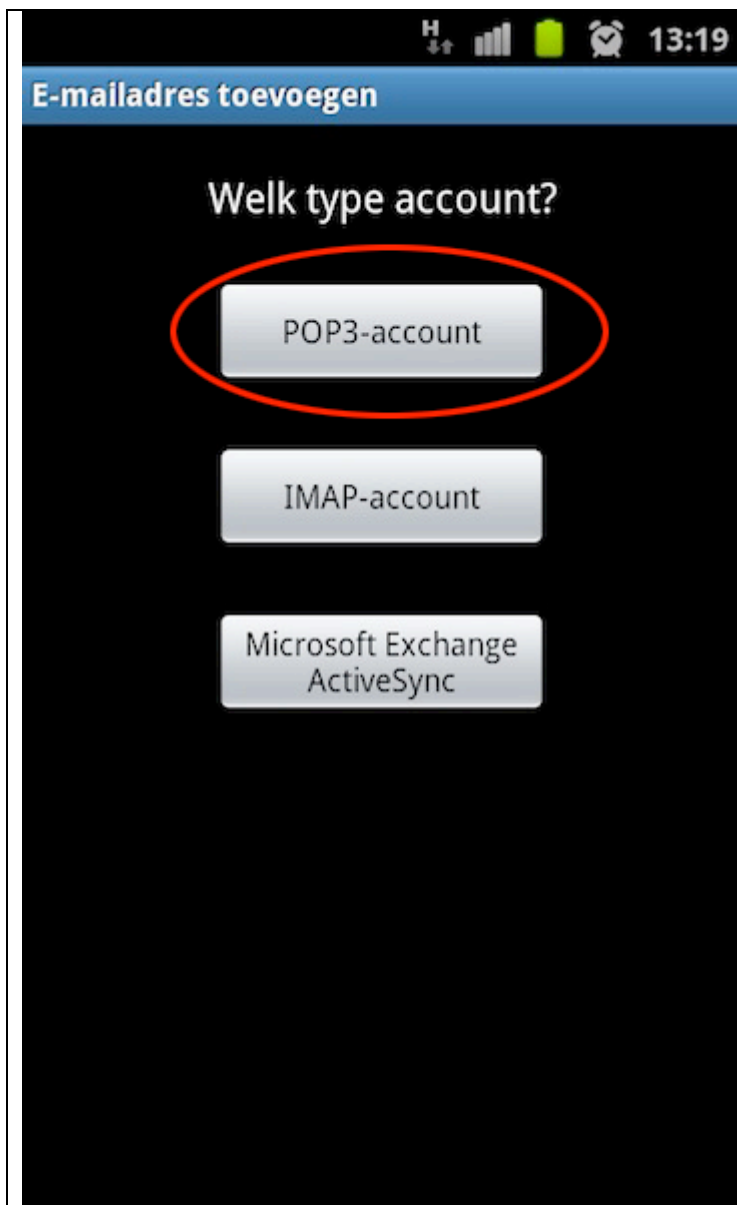 H 13:19
E-mailadres toevoegen
Welk type account?
POP3-account
IMAP-account
Microsoft Exchange
ActiveSync